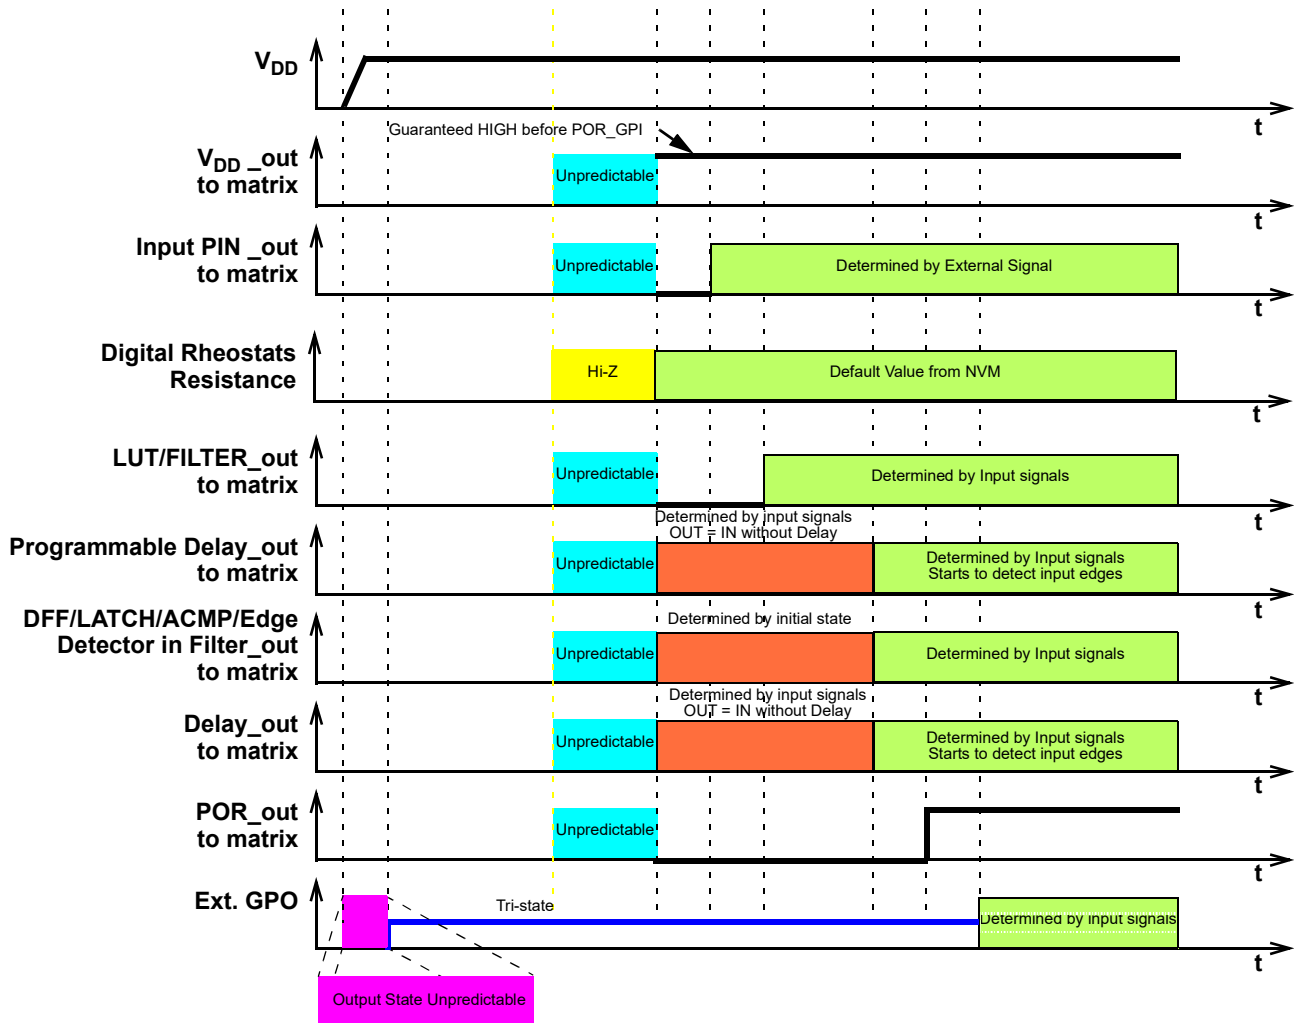 V_DD
t
Guaranteed HIGH before POR_GPI
V_DD _out
to matrix
Unpredictable
t
Input PIN _out
to matrix
Unpredictable
Determined by External Signal
t
Digital Rheostats
Resistance
Hi-Z
Default Value from NVM
t
LUT/FILTER_out
to matrix
Unpredictable
Determined by Input signals
t
Determined by input signals
OUT = IN without Delay
Programmable Delay_out
to matrix
Unpredictable
Determined by Input signals
Starts to detect input edges
t
DFF/LATCH/ACMP/Edge
Detector in Filter_out
to matrix
Determined by initial state
Unpredictable
Determined by Input signals
t
Determined by input signals
OUT = IN without Delay
Delay_out
to matrix
Unpredictable
Determined by Input signals
Starts to detect input edges
t
POR_out
to matrix
Unpredictable
t
Ext. GPO
Tri-state
Determined by input signals
t
Output State Unpredictable